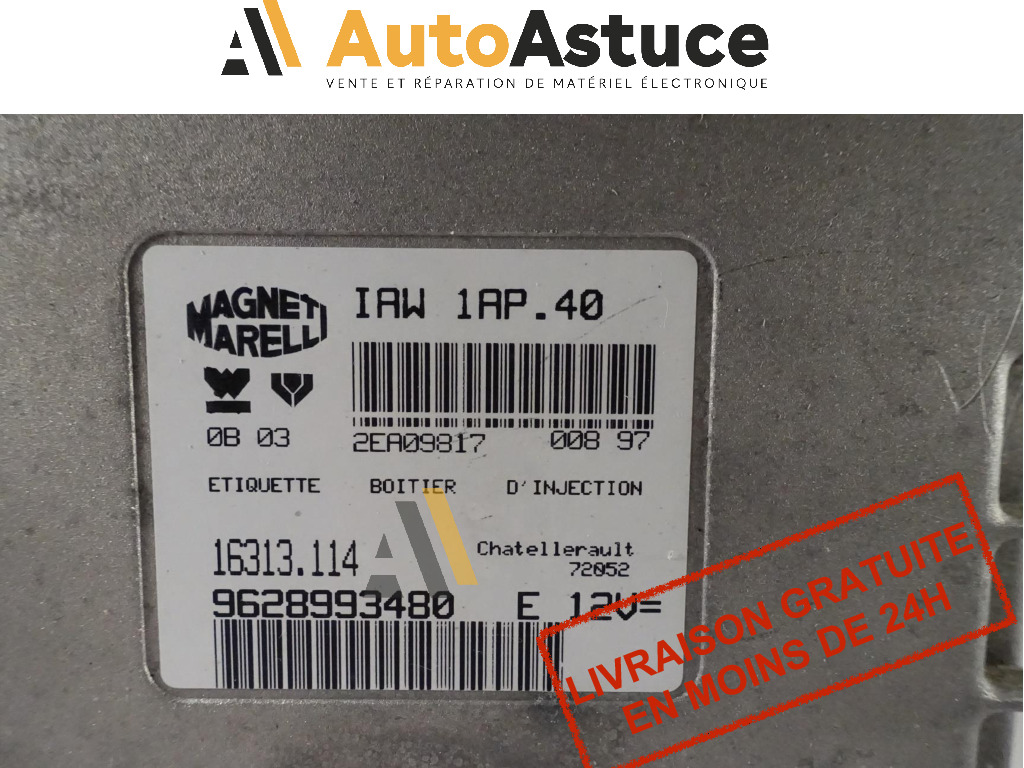 AutoAstuce
VENTE ET RÉPARATION DE MATÉRIEL ÉLECTRONIQUE
MAGNETI MARELLI
IAW 1AP.40
0B 03
2EA09817 008 97
ETIQUETTE BOITIER D'INJECTION
16313.114
Chatellerault
72052
9628993480 E 12V=
LIVRAISON GRATUITE
EN MOINS DE 24H